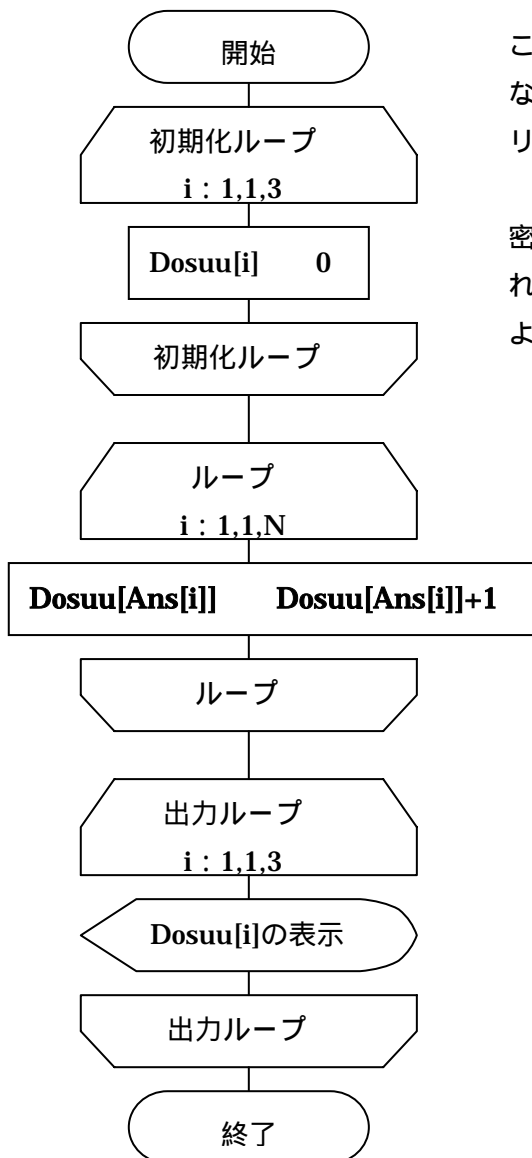 開始
初期化ループ
i：1,1,3
Dosuu[i]　　0
初期化ループ
ループ
i：1,1,N
Dosuu[Ans[i]]　　Dosuu[Ans[i]]+1
ループ
出力ループ
i：1,1,3
Dosuu[i]の表示
出力ループ
終了
こ
な
リ
密
れ
よ